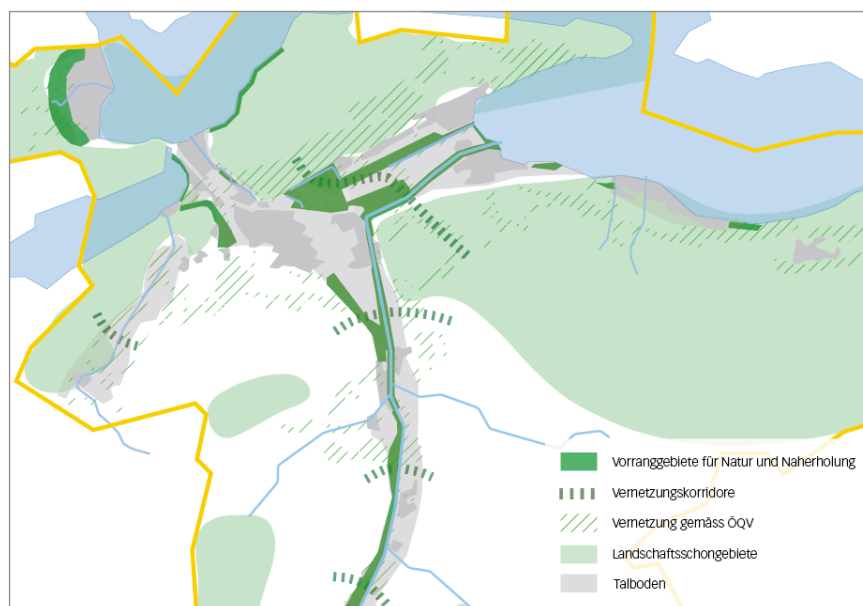 Vorranggebiete für Natur und Naherholung
Vernetzungskorridore
Vernetzung gemäss ÖQV
Landschaftsschongebiete
Talboden